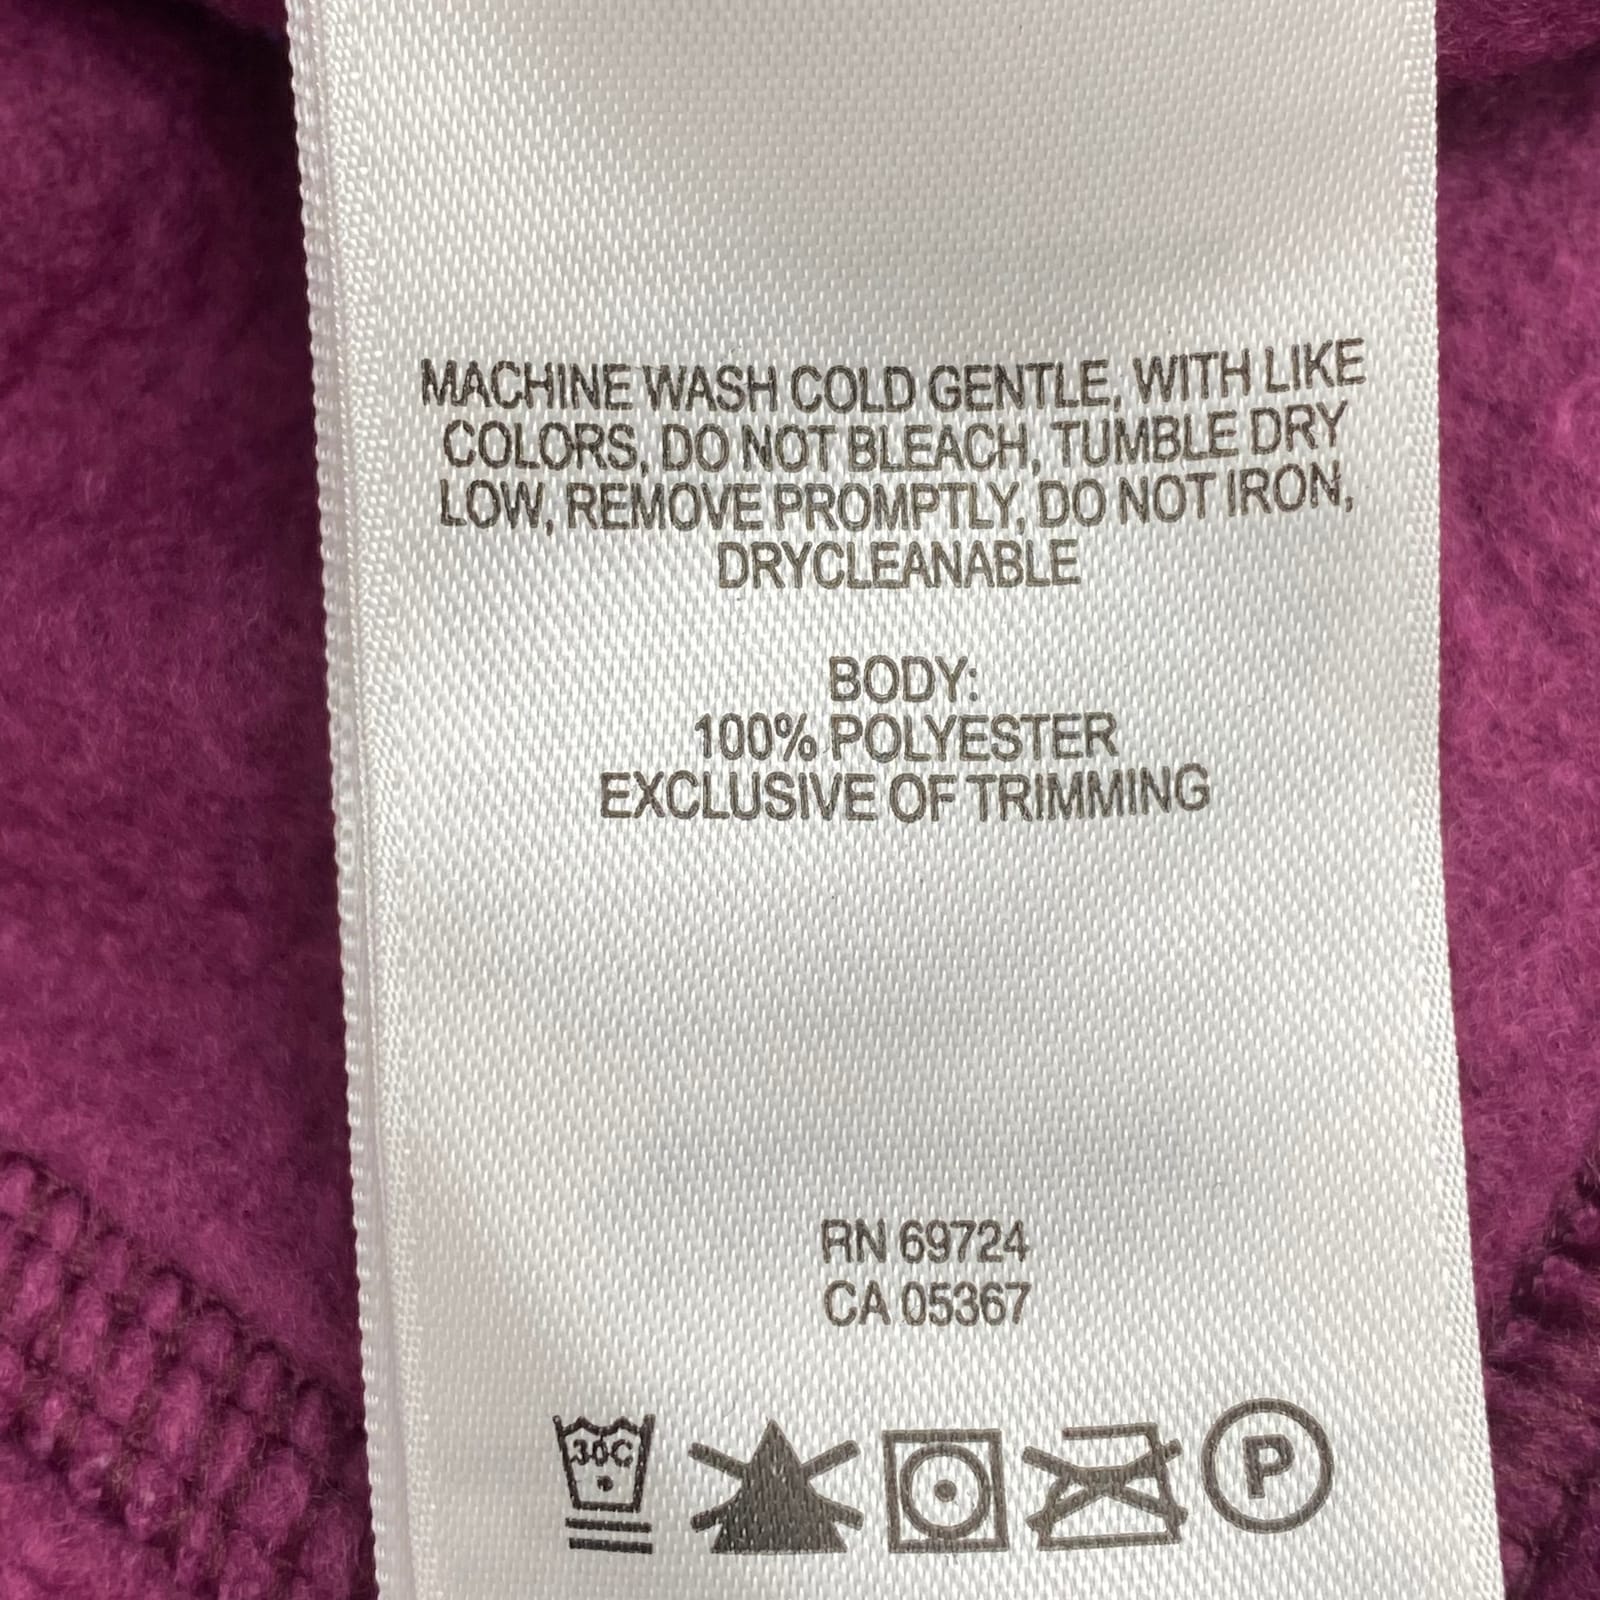 MACHINE WASH COLD GENTLE, WITH LIKE
COLORS, DO NOT BLEACH, TUMBLE DRY
LOW, REMOVE PROMPTLY, DO NOT IRON,
DRYCLEANABLE
BODY:
100% POLYESTER
EXCLUSIVE OF TRIMMING
RN 69724
CA 05367
30C P